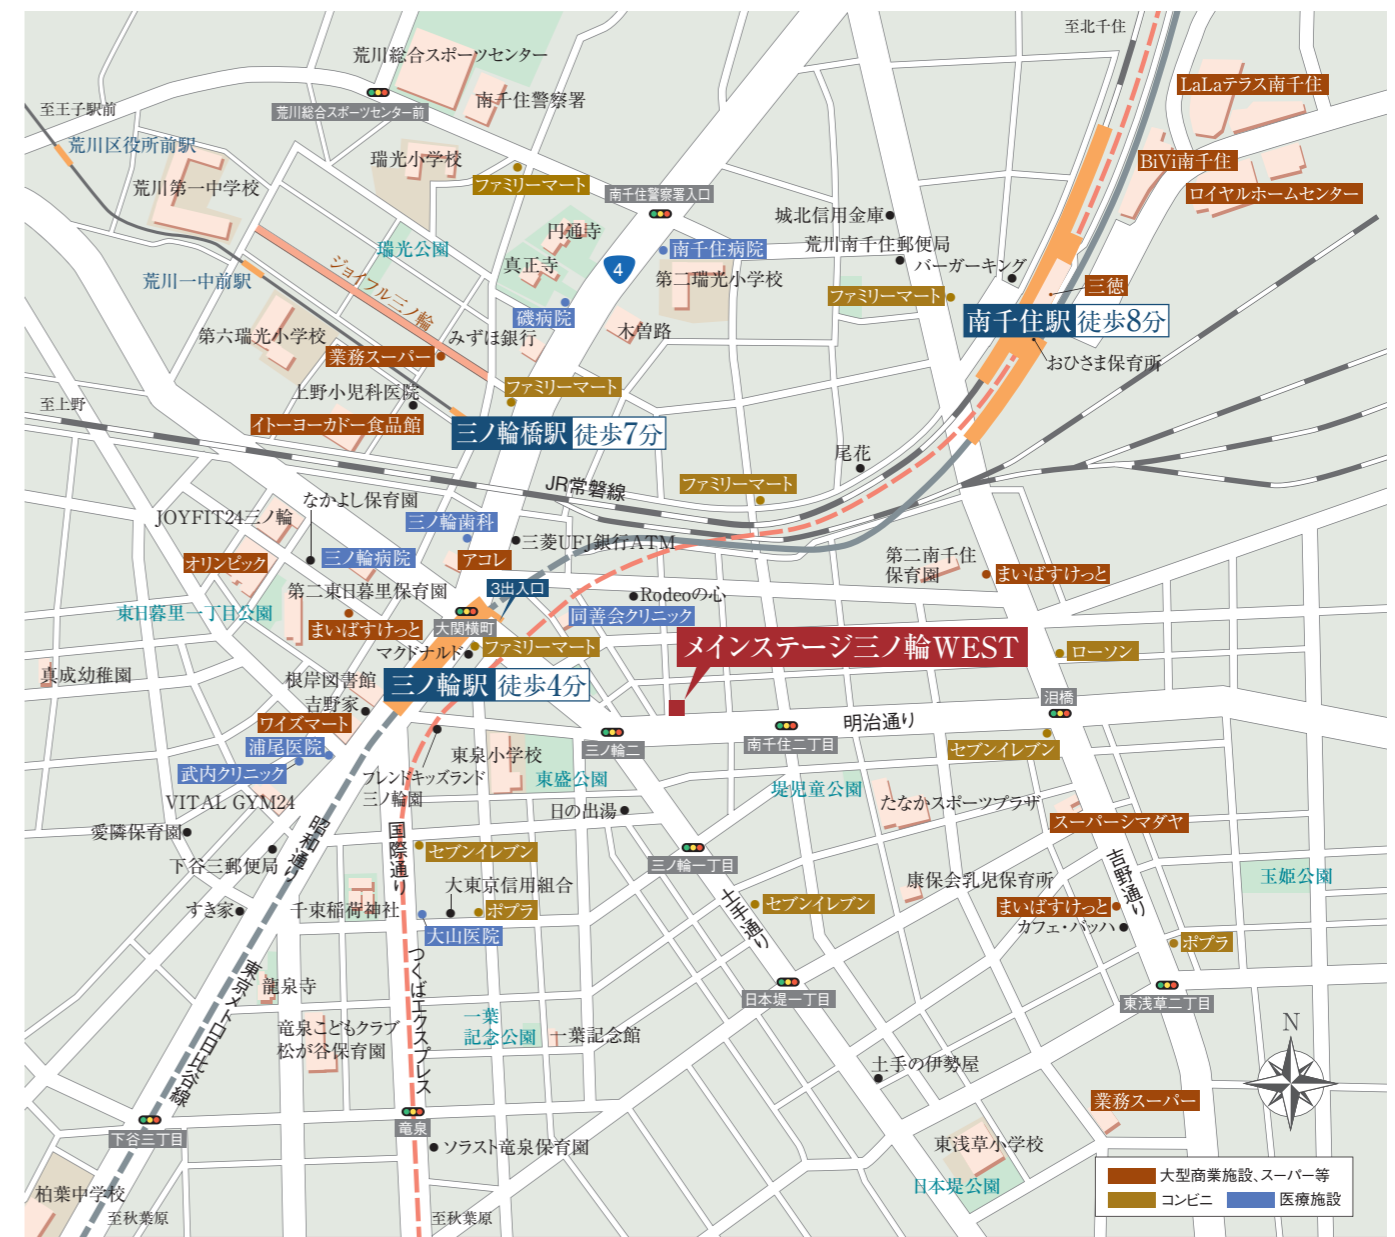 至北千住
荒川総合スポーツセンター
南千住警察署
荒川総合スポーツセンター前
LaLaテラス南千住
至王子駅前
荒川区役所前駅
瑞光小学校
荒川第一中学校
ファミリーマート
南千住警察署入口
BiVi南千住
ロイヤルホームセンター
城北信用金庫
荒川南千住郵便局
バーガーキング
円通寺
瑞光公園
南千住病院
真正寺
4
第二瑞光小学校
荒川一中前駅
ジョイフル三ノ輪
三徳
ファミリーマート
磯病院
木曽路
南千住駅 徒歩8分
第六瑞光小学校
みずほ銀行
業務スーパー
おひさま保育所
上野小児科医院
ファミリーマート
至上野
イトーヨーカドー食品館
三ノ輪橋駅 徒歩7分
尾花
JR常磐線
ファミリーマート
なかよし保育園
JOYFIT24三ノ輪
三ノ輪歯科
三菱UFJ銀行ATM
三ノ輪病院
アコレ
オリンピック
第二南千住
保育園
まいばすけっと
第二東日暮里保育園
3出入口
Rodeoの心
東日暮里一丁目公園
同善会クリニック
まいばすけっと
大関横町
ファミリーマート
マクドナルド
メインステージ三ノ輪WEST
ローソン
真成幼稚園
根岸図書館
三ノ輪駅 徒歩4分
吉野家
泪橋
ワイズマート
明治通り
浦尾医院
三ノ輪二
南千住二丁目
セブンイレブン
東泉小学校
武内クリニック
フレンドキッズランド
三ノ輪園
東盛公園
堤児童公園
VITAL GYM24
日の出湯
たなかスポーツプラザ
スーパーシマダヤ
愛隣保育園
昭和通り
国際通り
下谷三郵便局
セブンイレブン
三ノ輪一丁目
吉野通り
玉姫公園
康保会乳児保育所
大東京信用組合
すき家
千束稲荷神社
ポプラ
土手通り
セブンイレブン
まいばすけっと
カフェ・バッハ
大山医院
ポプラ
東京メトロ日比谷線
龍泉寺
つくばエクスプレス
日本堤一丁目
東浅草二丁目
竜泉こどもクラブ
松が谷保育園
一葉
記念公園
一葉記念館
N
土手の伊勢屋
業務スーパー
下谷三丁目
竜泉
ソラスト竜泉保育園
東浅草小学校
日本堤公園
柏葉中学校
至秋葉原
至秋葉原
大型商業施設、スーパー等
コンビニ
医療施設